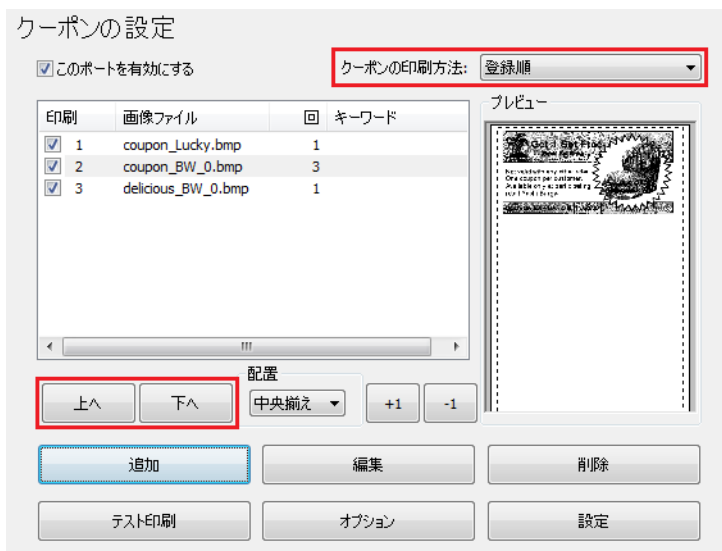 クーポンの設定
このポートを有効にする
クーポンの印刷方法: 登録順
印刷 画像ファイル 回 キーワード
1 coupon_Lucky.bmp 1
2 coupon_BW_0.bmp 3
3 delicious_BW_0.bmp 1
プレビュー
One coupon per customer.
配置
上へ 下へ 中央揃え +1 -1
追加 編集 削除
テスト印刷 オプション 設定